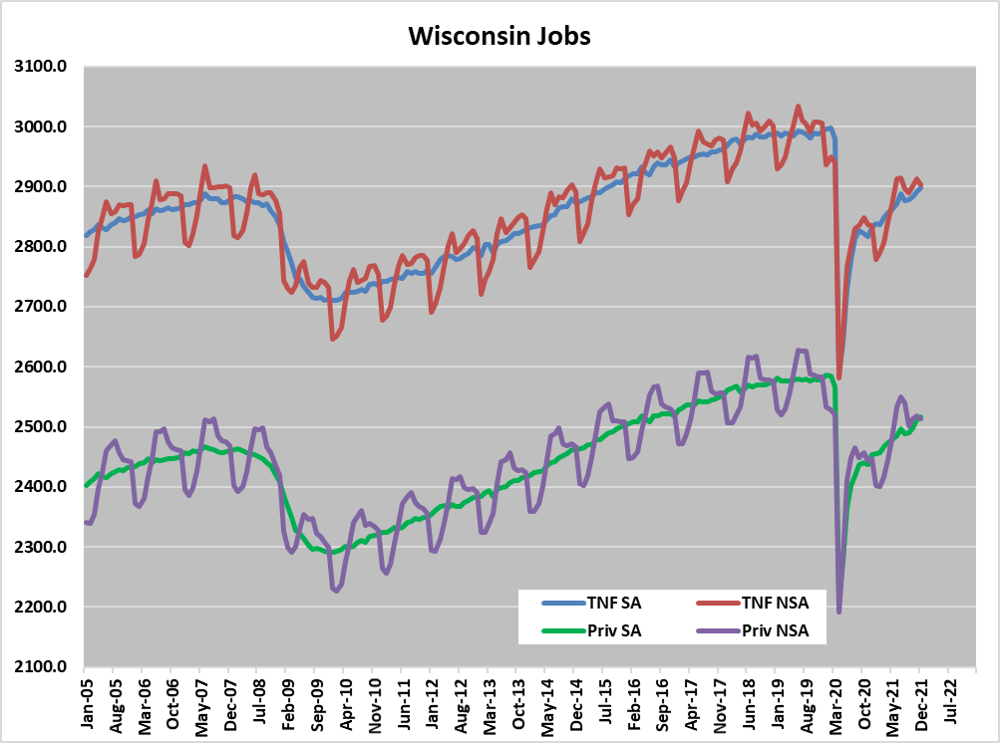 Wisconsin Jobs
3100.0
3000.0
2900.0
2800.0
2700.0
2600.0
2500.0
2400.0
2300.0
2200.0
2100.0
TNF SA TNF NSA
Priv SA Priv NSA
Jan-05
Aug-05
Mar-06
Oct-06
May-07
Dec-07
Jul-08
Feb-09
Sep-09
Apr-10
Nov-10
Jun-11
Jan-12
Aug-12
Mar-13
Oct-13
May-14
Dec-14
Jul-15
Feb-16
Sep-16
Apr-17
Nov-17
Jun-18
Jan-19
Aug-19
Mar-20
Oct-20
May-21
Dec-21
Jul-22